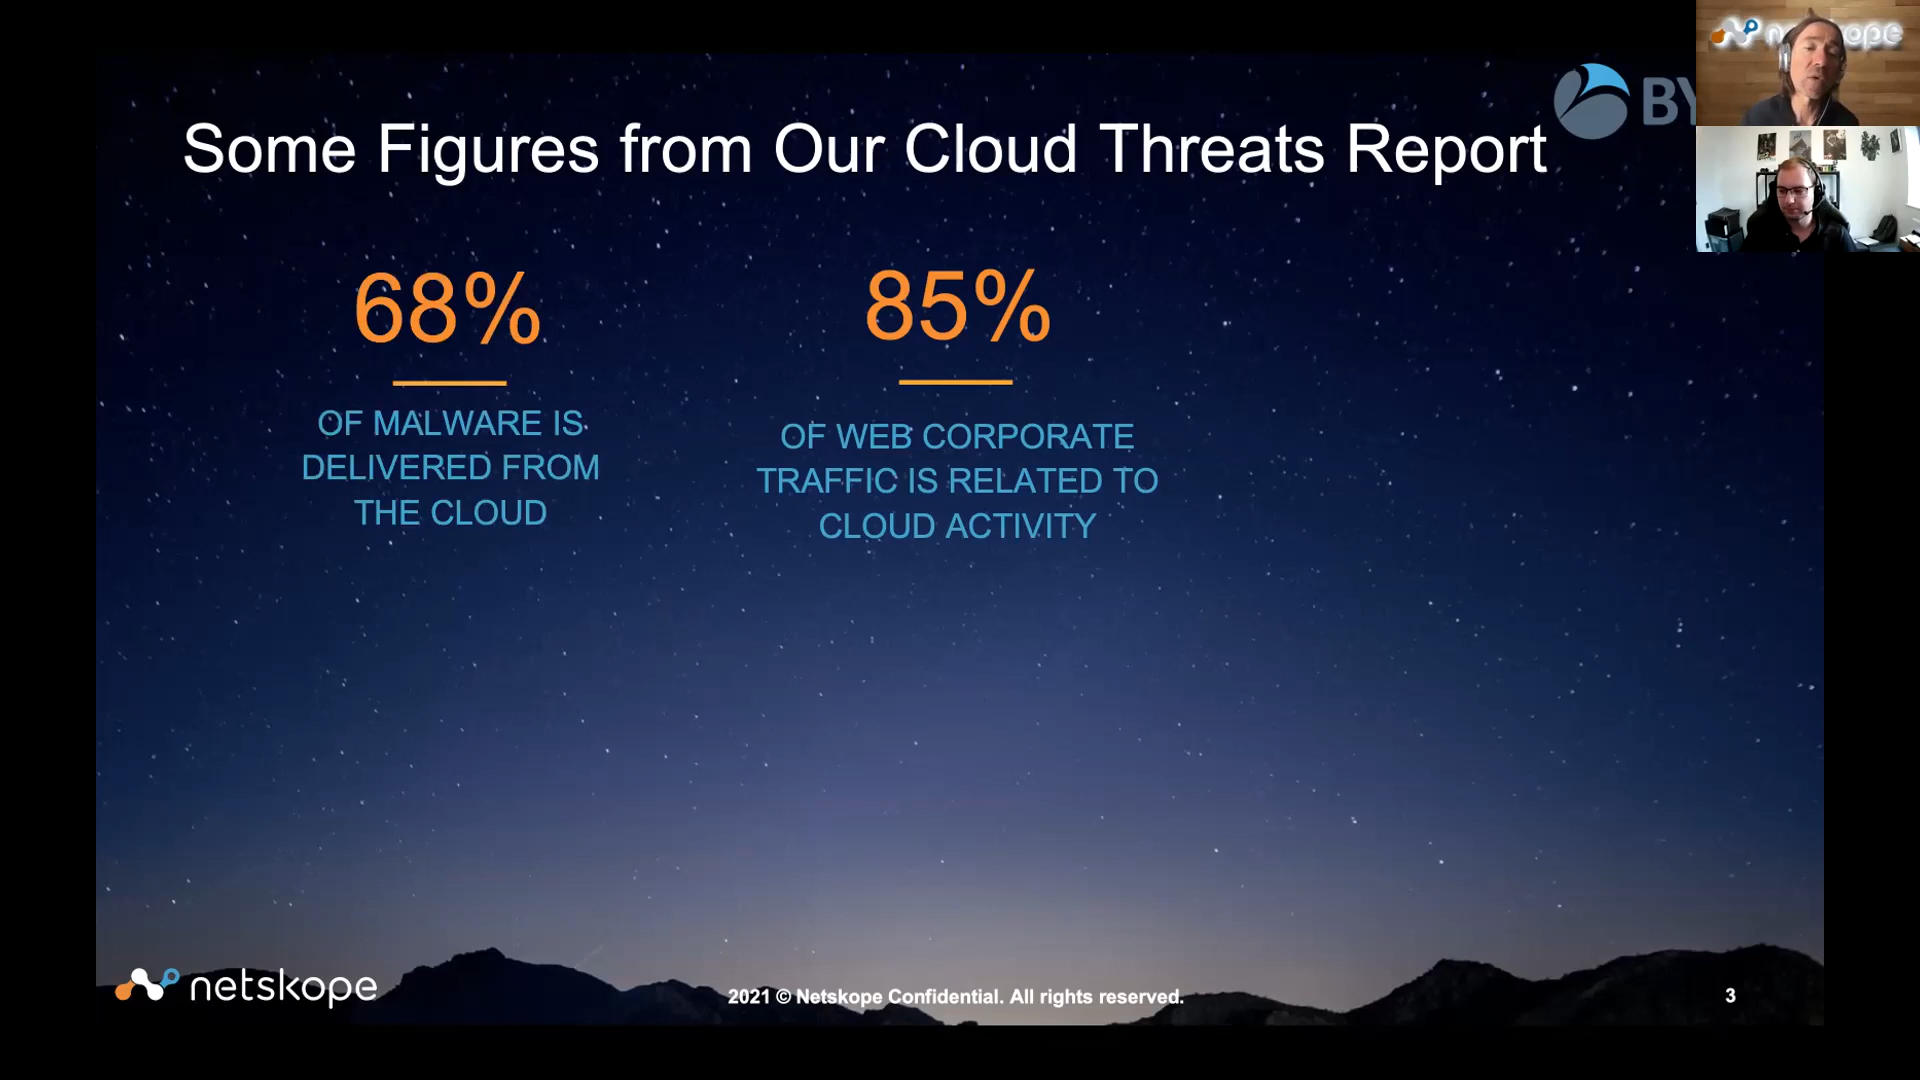 Some Figures from Our Cloud Threats Report
BY
68%
85%
OF MALWARE IS
DELIVERED FROM
THE CLOUD
OF WEB CORPORATE
TRAFFIC IS RELATED TO
CLOUD ACTIVITY
netskope
2021 © Netskope Confidential. All rights reserved.
3